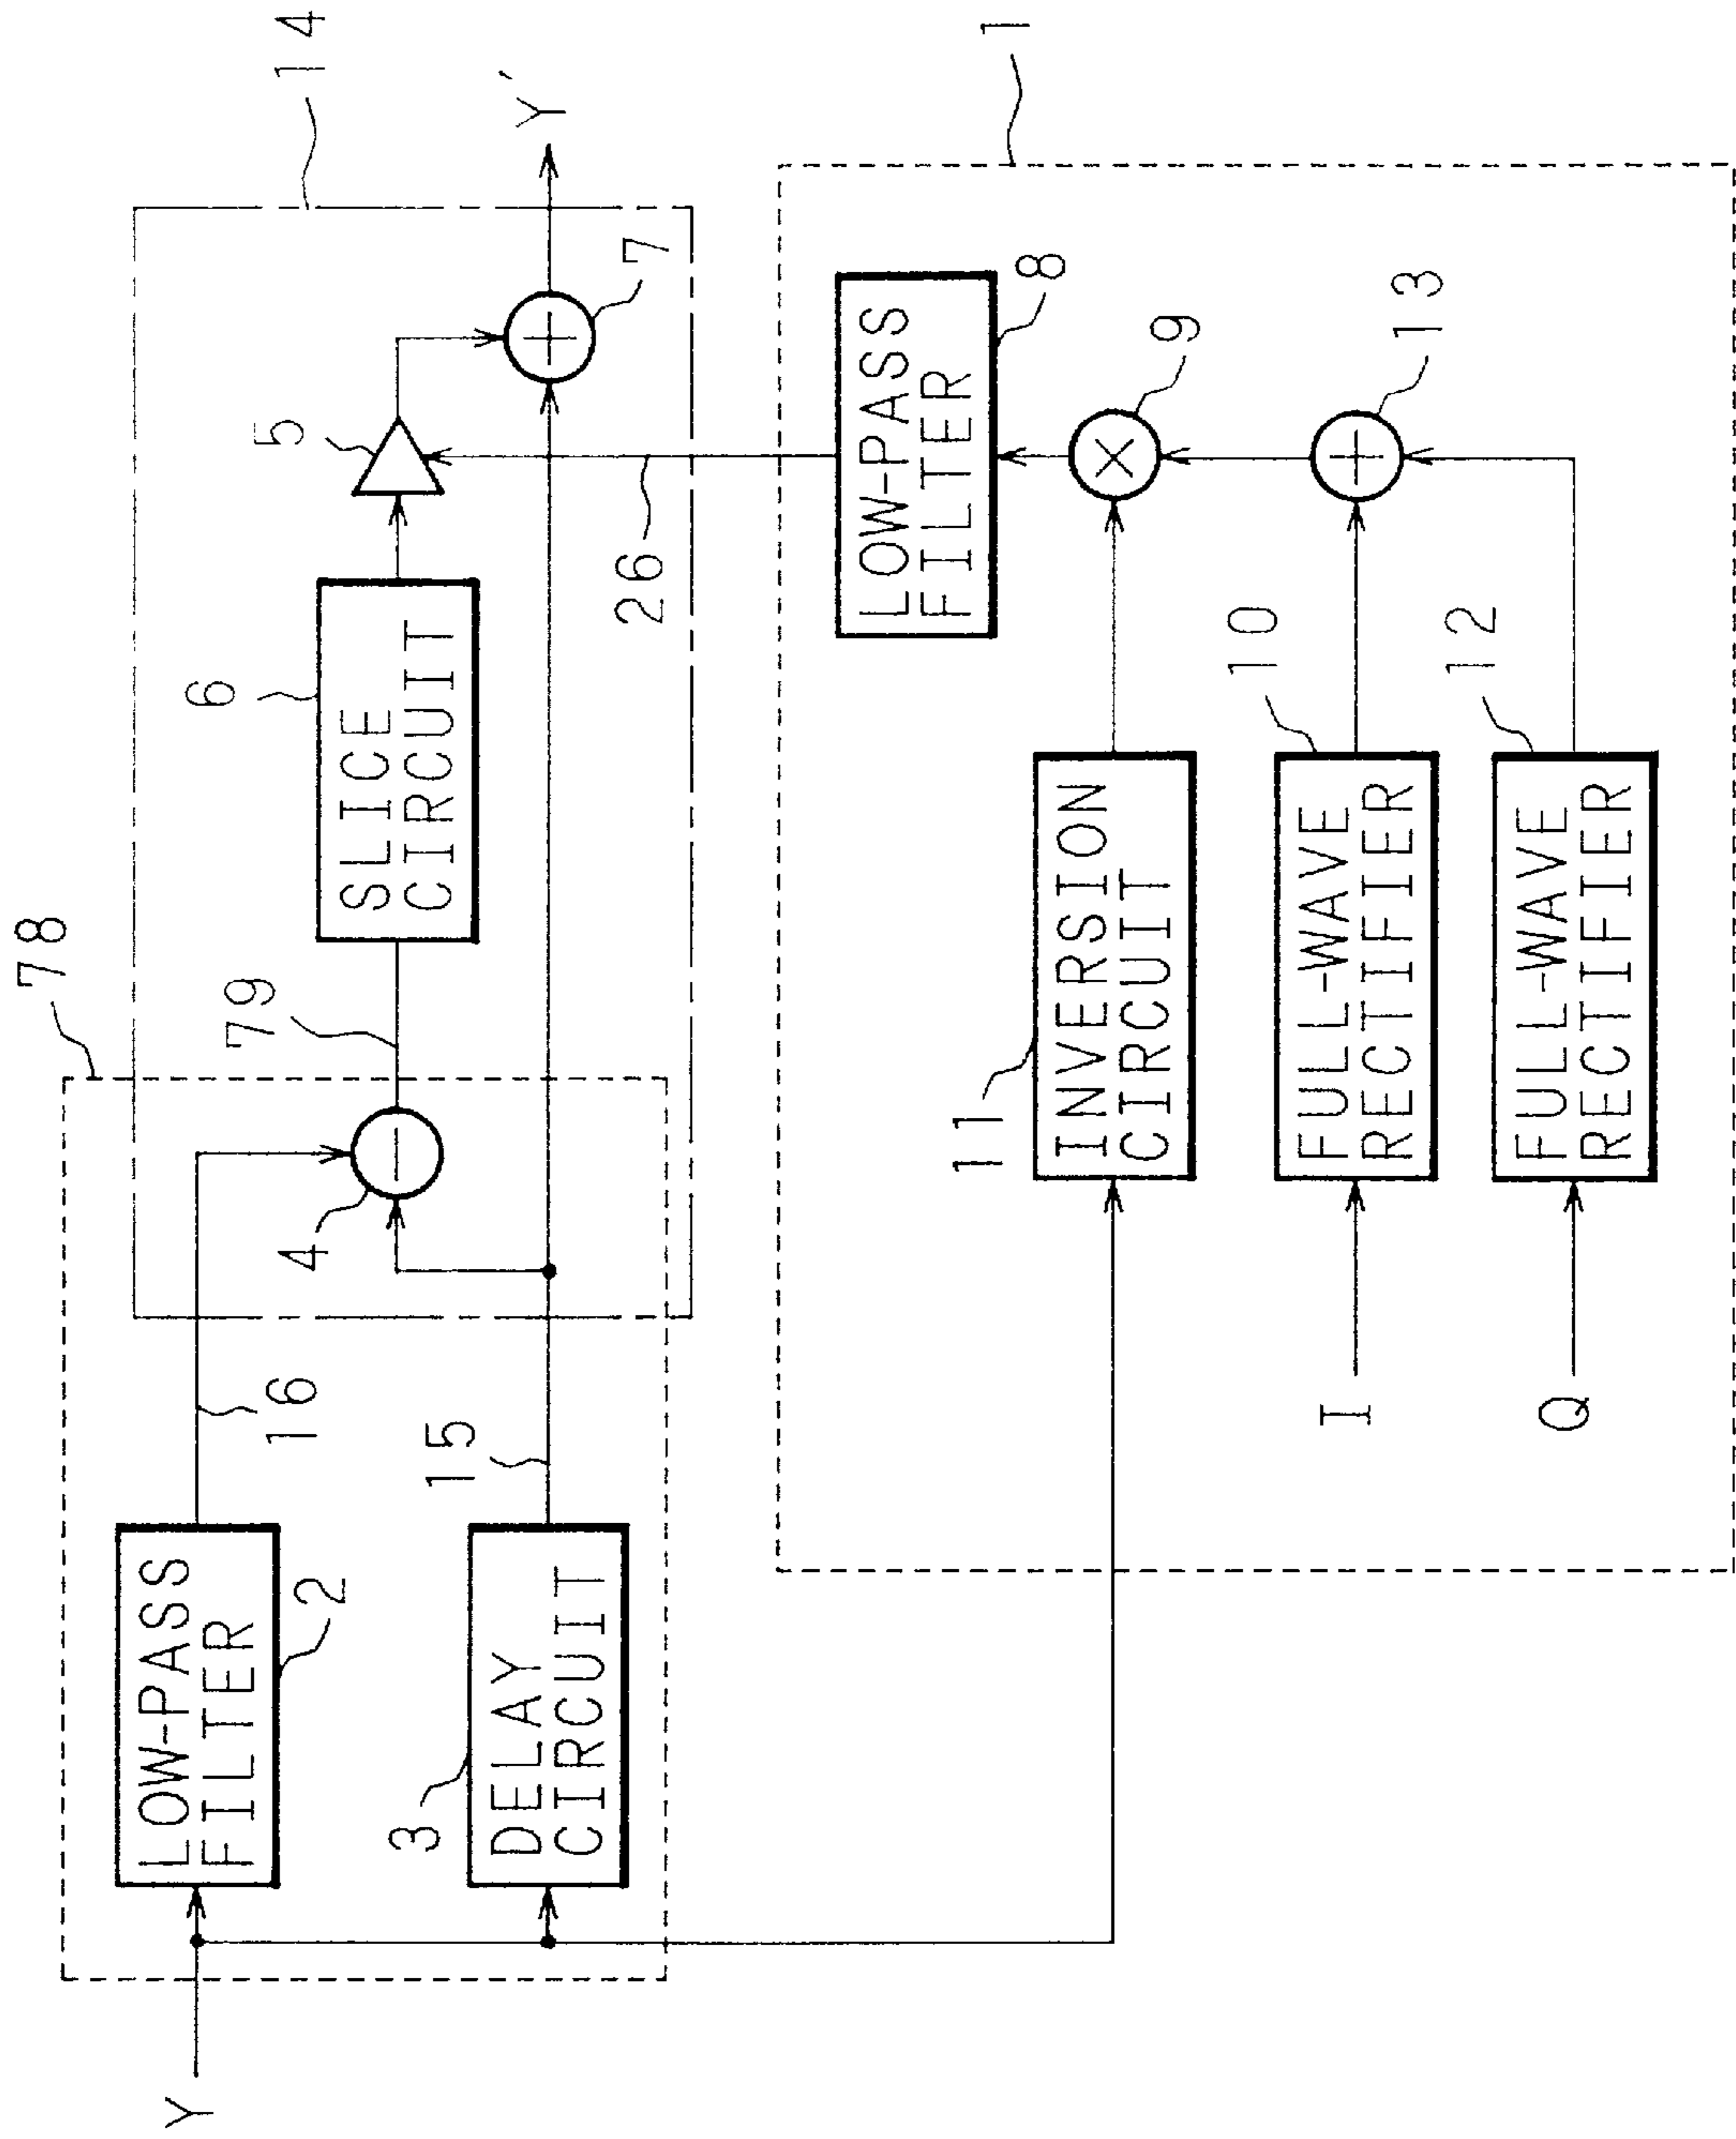 78
14
Y
LOW-PASS
FILTER
2
16
4
79
6
SLICE
CIRCUIT
5
7
Y'
3
DELAY
CIRCUIT
15
26
1
LOW-PASS
FILTER
8
11
INVERSION
CIRCUIT
9
I
FULL-WAVE
RECTIFIER
10
13
Q
FULL-WAVE
RECTIFIER
12